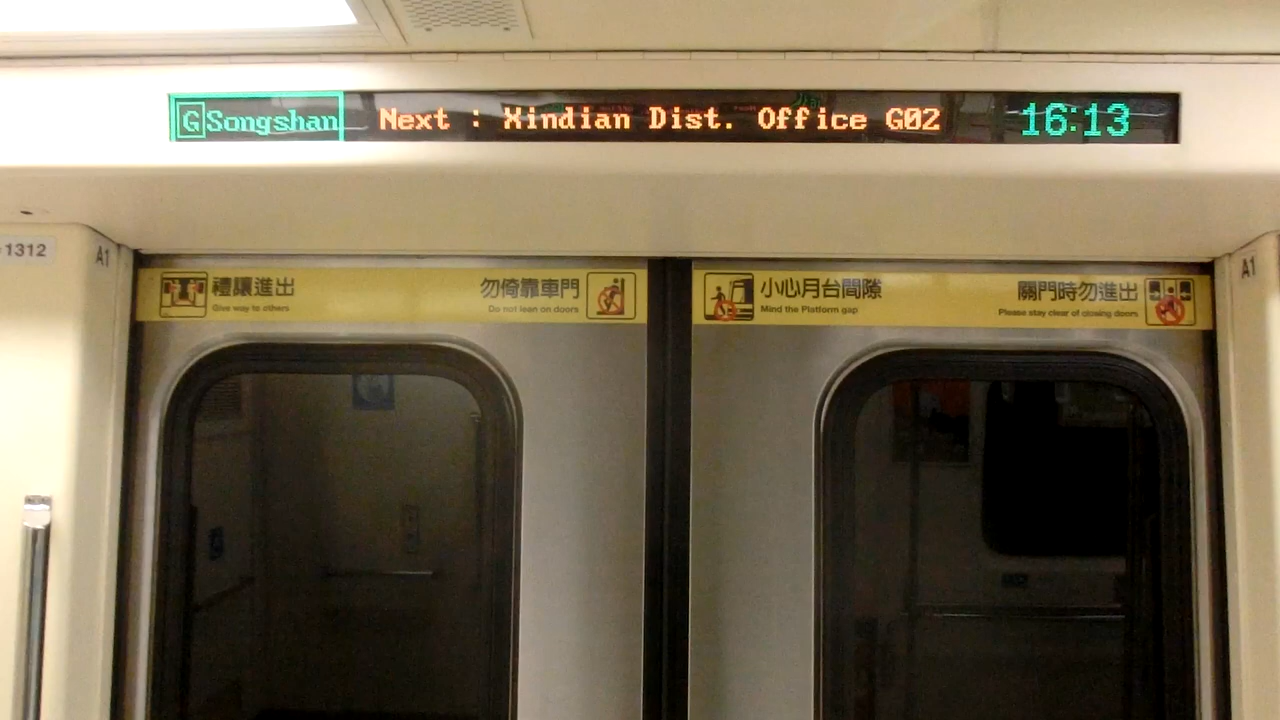 G Songshan
Next : Xindian Dist. Office G02
16:13
1312
A1
A1
禮讓進出
Give way to others
勿倚靠車門
Do not lean on doors
小心月台間隙
Mind the Platform gap
關門時勿進出
Please stay clear of closing doors